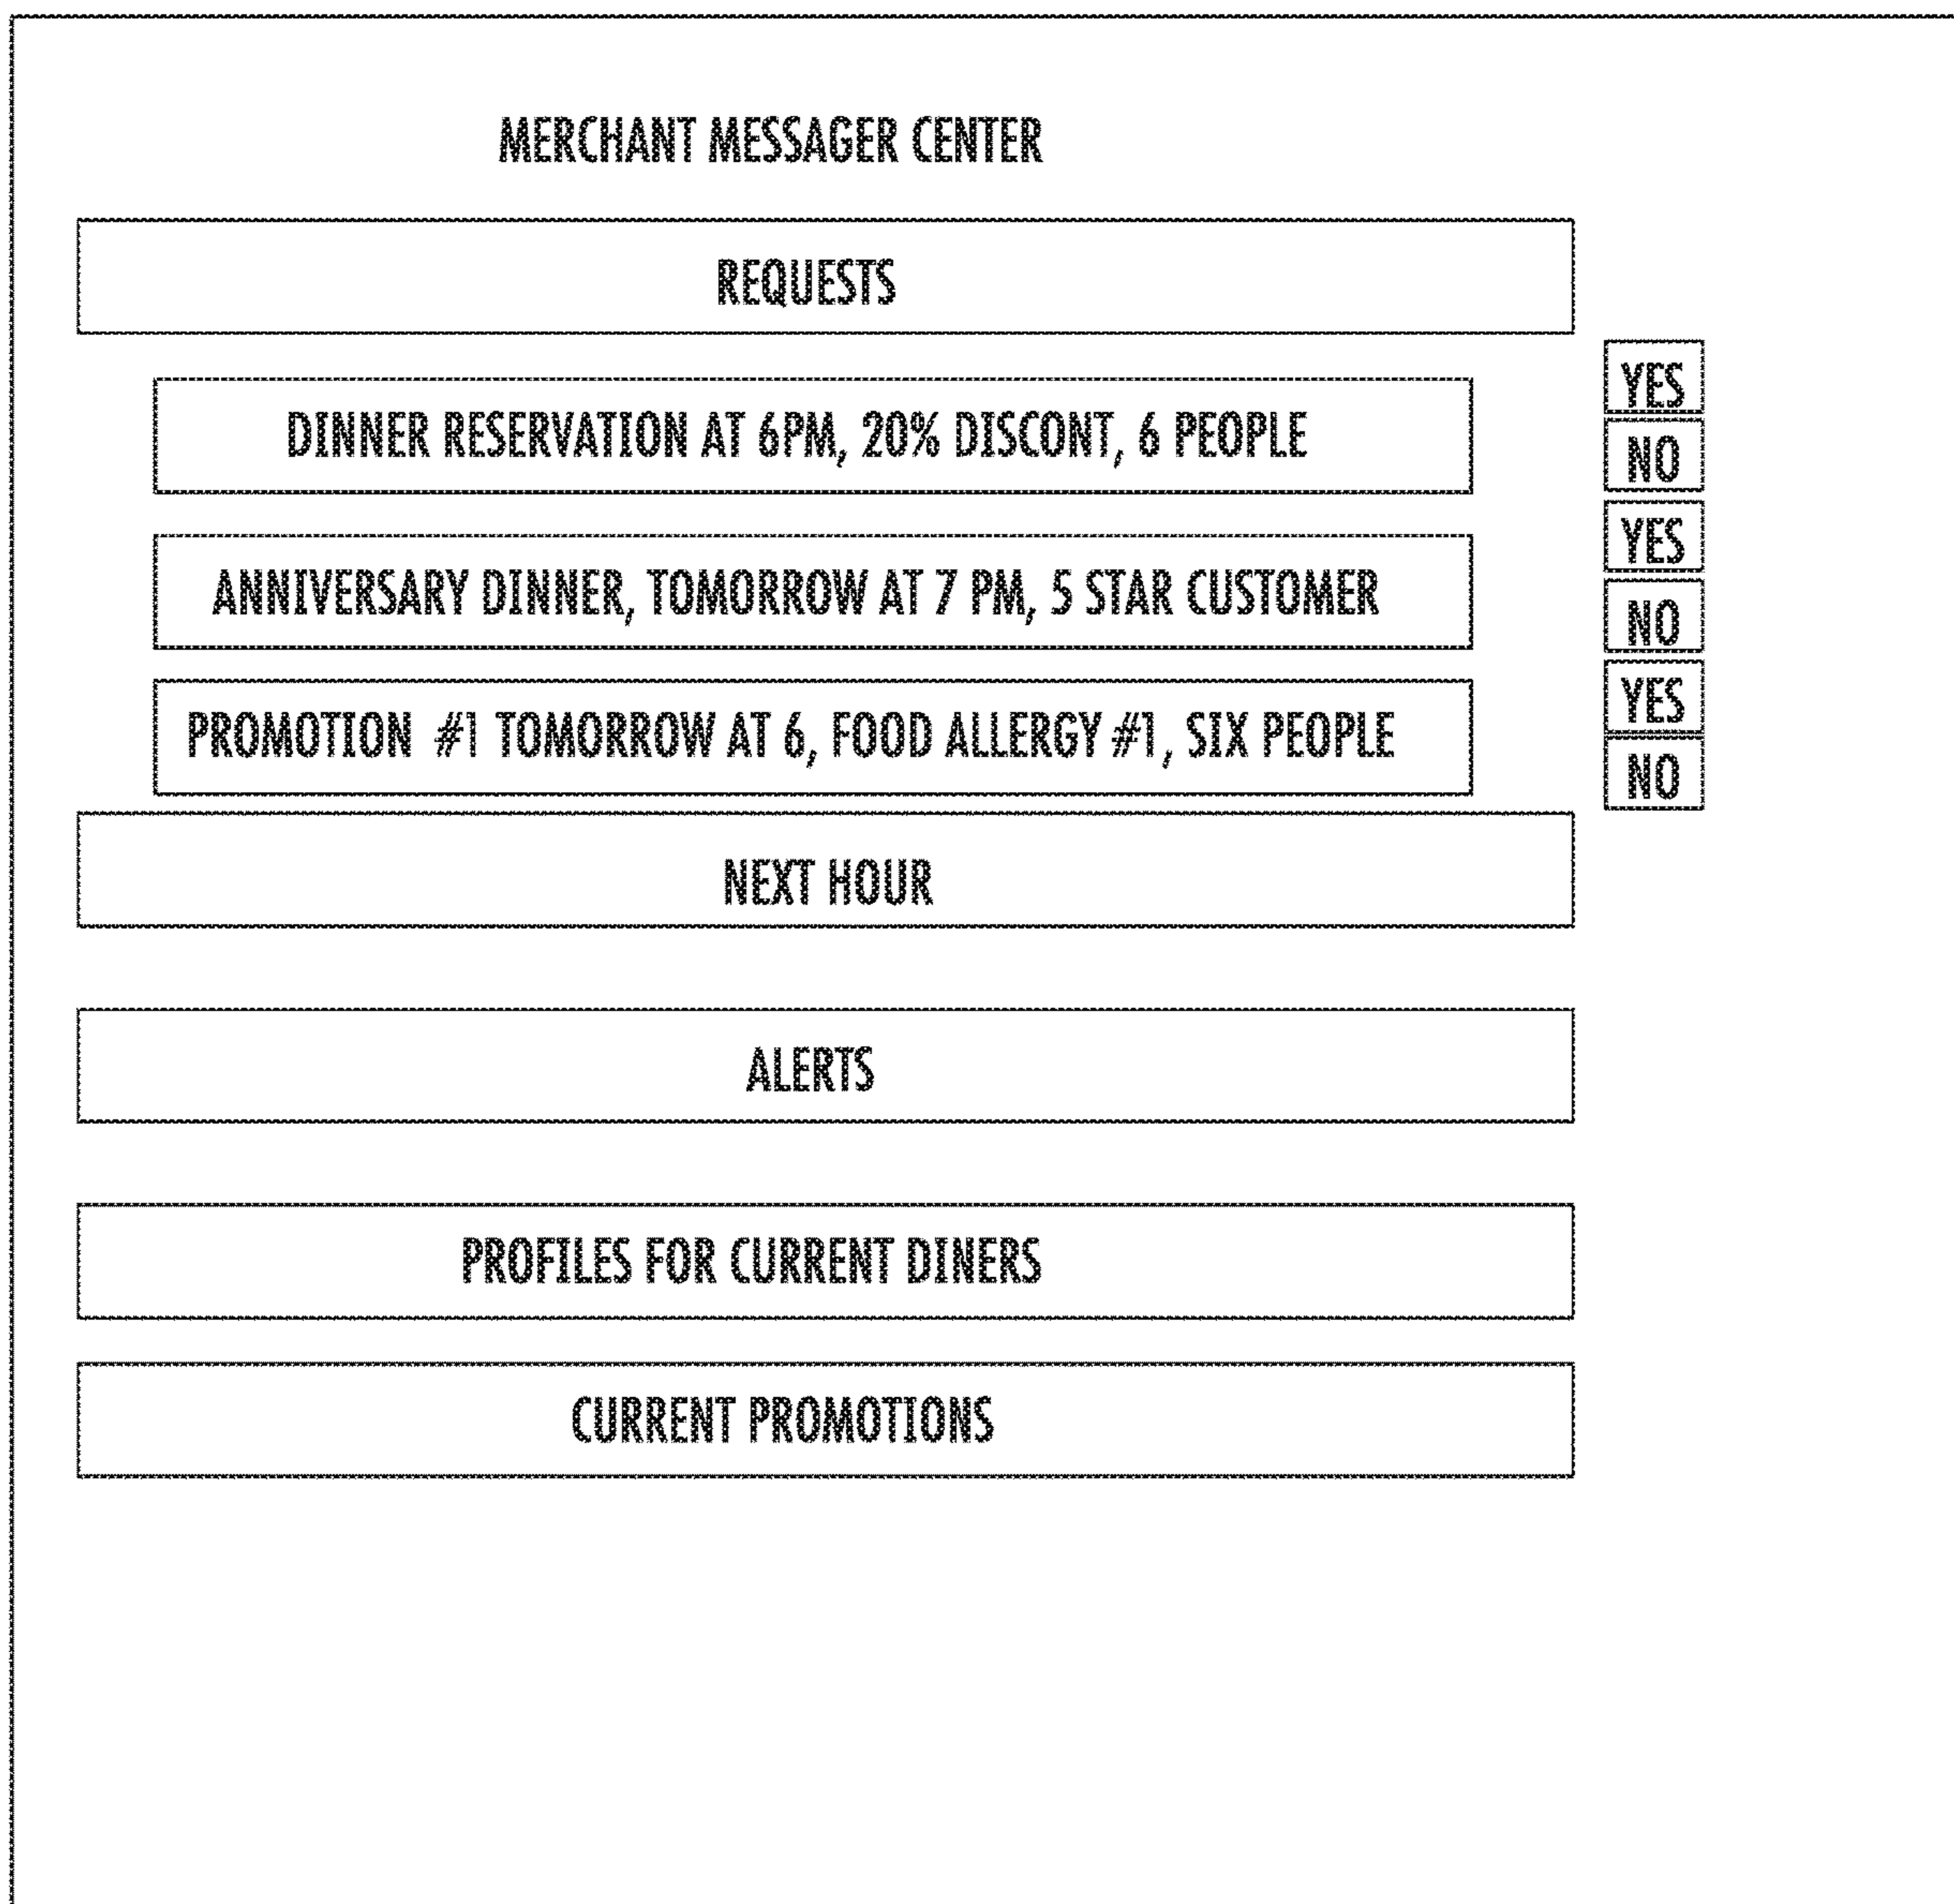 MERCHANT MESSAGER CENTER
REQUESTS
DINNER RESERVATION AT 6PM, 20% DISCONT, 6 PEOPLE
YES
NO
ANNIVERSARY DINNER, TOMORROW AT 7 PM, 5 STAR CUSTOMER
YES
NO
PROMOTION #1 TOMORROW AT 6, FOOD ALLERGY #1, SIX PEOPLE
YES
NO
NEXT HOUR
ALERTS
PROFILES FOR CURRENT DINERS
CURRENT PROMOTIONS